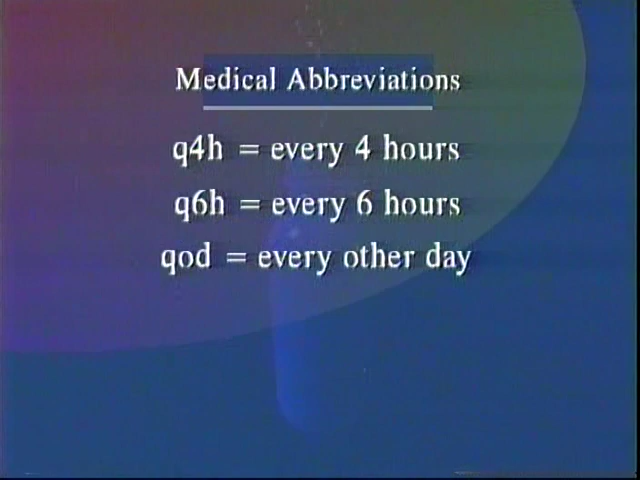 Medical Abbreviations
q4h = every 4 hours
q6h = every 6 hours
qod = every other day